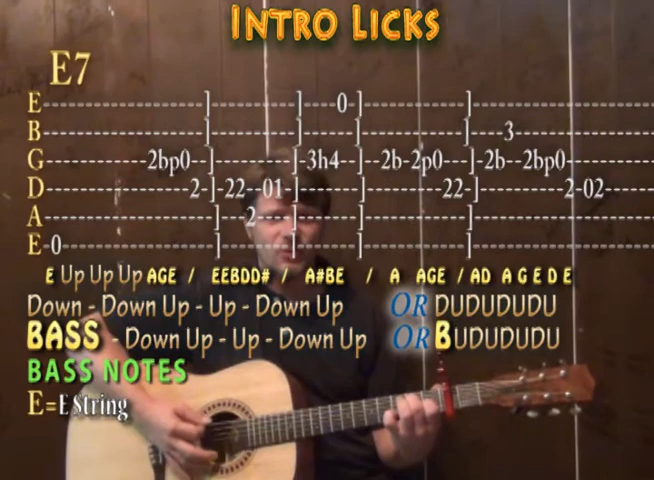 INTRO LICKS
E7
E-----------------------]------------]-----0-]---------------]---------------------
B-----------------------]------------]-------]---------------]-----3---------------
G---------------2bp0--]----------]-3h4--]--2b-2p0---]-2b--2bp0----------
D--------------------2-]-22--01-]--------]---------22-]-------------2-02-----
A------------------------]---2-------]-------]---------------]---------------------
E-0----------------------]-----------]-------]---------------]---------------------
E Up Up Up AGE / EEBDD# / A#BE / A AGE / AD A G E D E
Down - Down Up - Up - Down Up OR DUDUDUDU
BASS - Down Up - Up - Down Up OR BUDUDUDU
BASS NOTES
E=E String